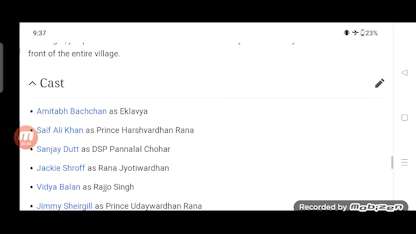 9:37
23%
front of the entire village.
Cast
Amitabh Bachchan as Eklavya
Saif Ali Khan as Prince Harshvardhan Rana
Sanjay Dutt as DSP Pannalal Chohar
Jackie Shroff as Rana Jyotiwardhan
Vidya Balan as Rajjo Singh
Jimmy Sheirgill as Prince Udaywardhan Rana
Recorded by Mobizen